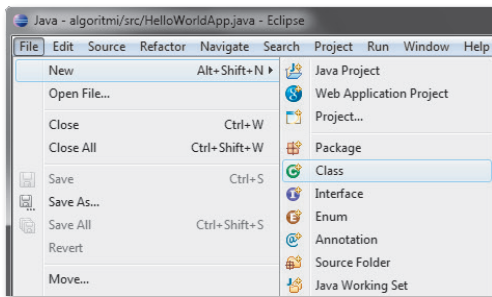 Java - algoritmi/src/HelloWorldApp.java - Eclipse
File Edit Source Refactor Navigate Search Project Run Window Help
New Alt+Shift+N
Open File...
Close Ctrl+W
Close All Ctrl+Shift+W
Save Ctrl+S
Save As...
Save All Ctrl+Shift+S
Revert
Move...
Java Project
Web Application Project
Project...
Package
Class
Interface
Enum
Annotation
Source Folder
Java Working Set